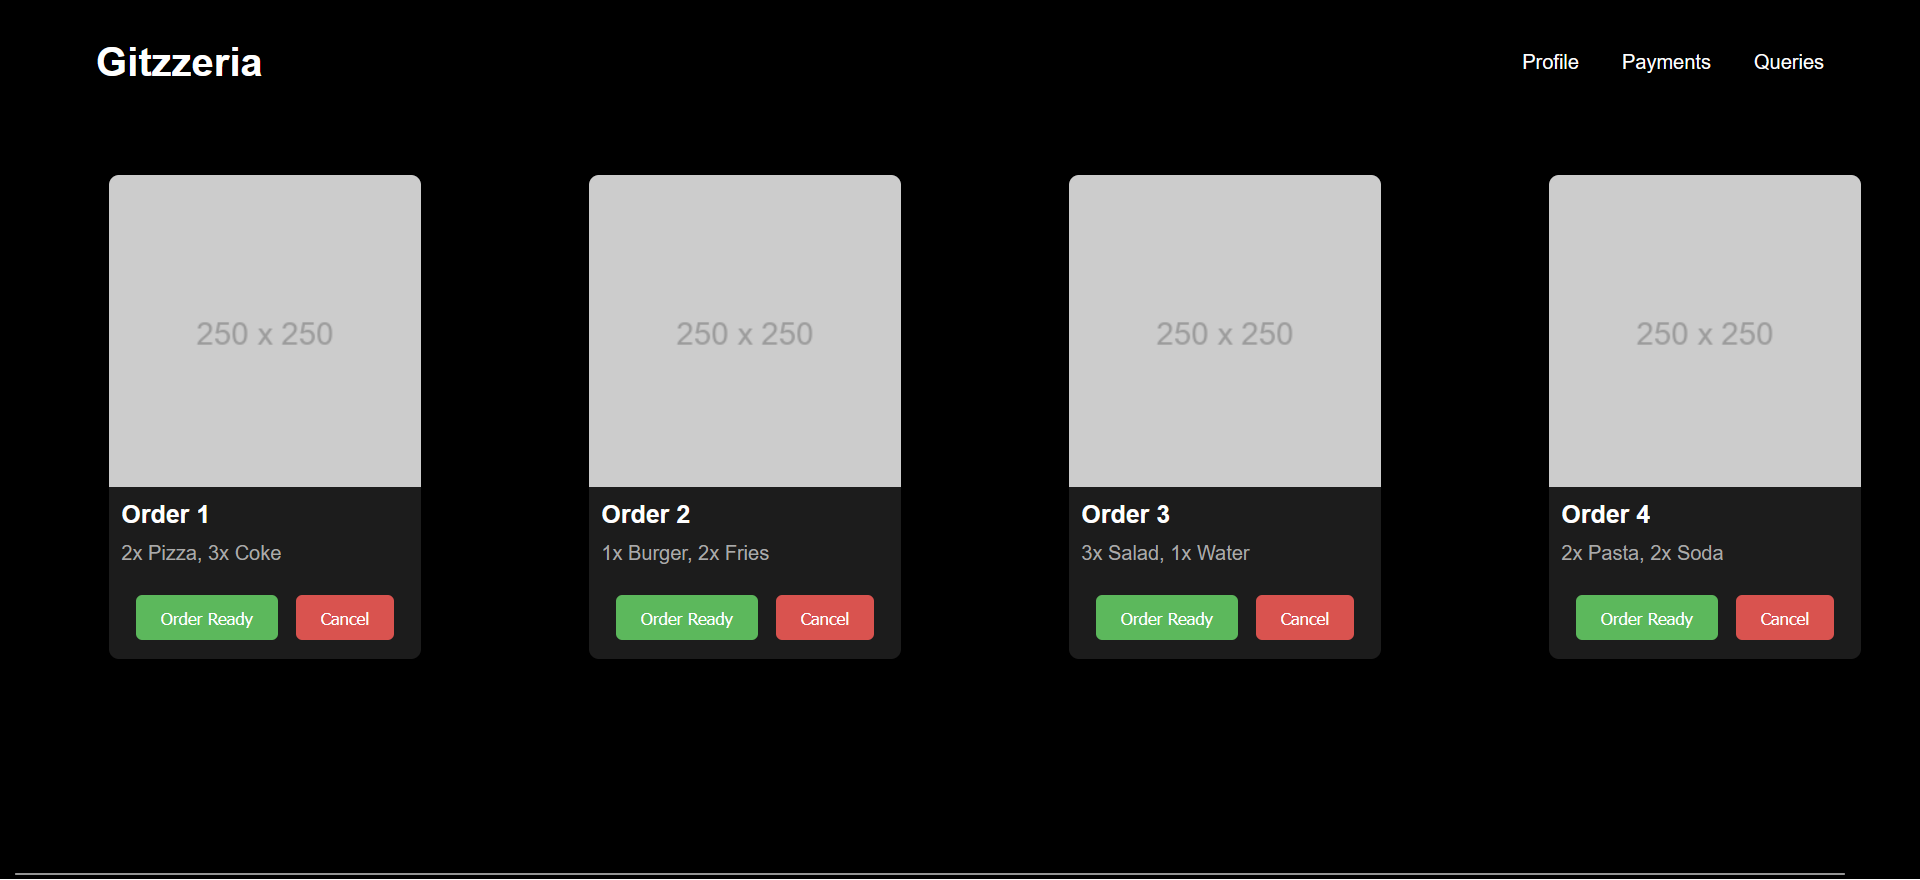 Gitzzeria
Profile Payments Queries
250 x 250
250 x 250
250 x 250
250 x 250
Order 1
2x Pizza, 3x Coke
Order Ready Cancel
Order 2
1x Burger, 2x Fries
Order Ready Cancel
Order 3
3x Salad, 1x Water
Order Ready Cancel
Order 4
2x Pasta, 2x Soda
Order Ready Cancel